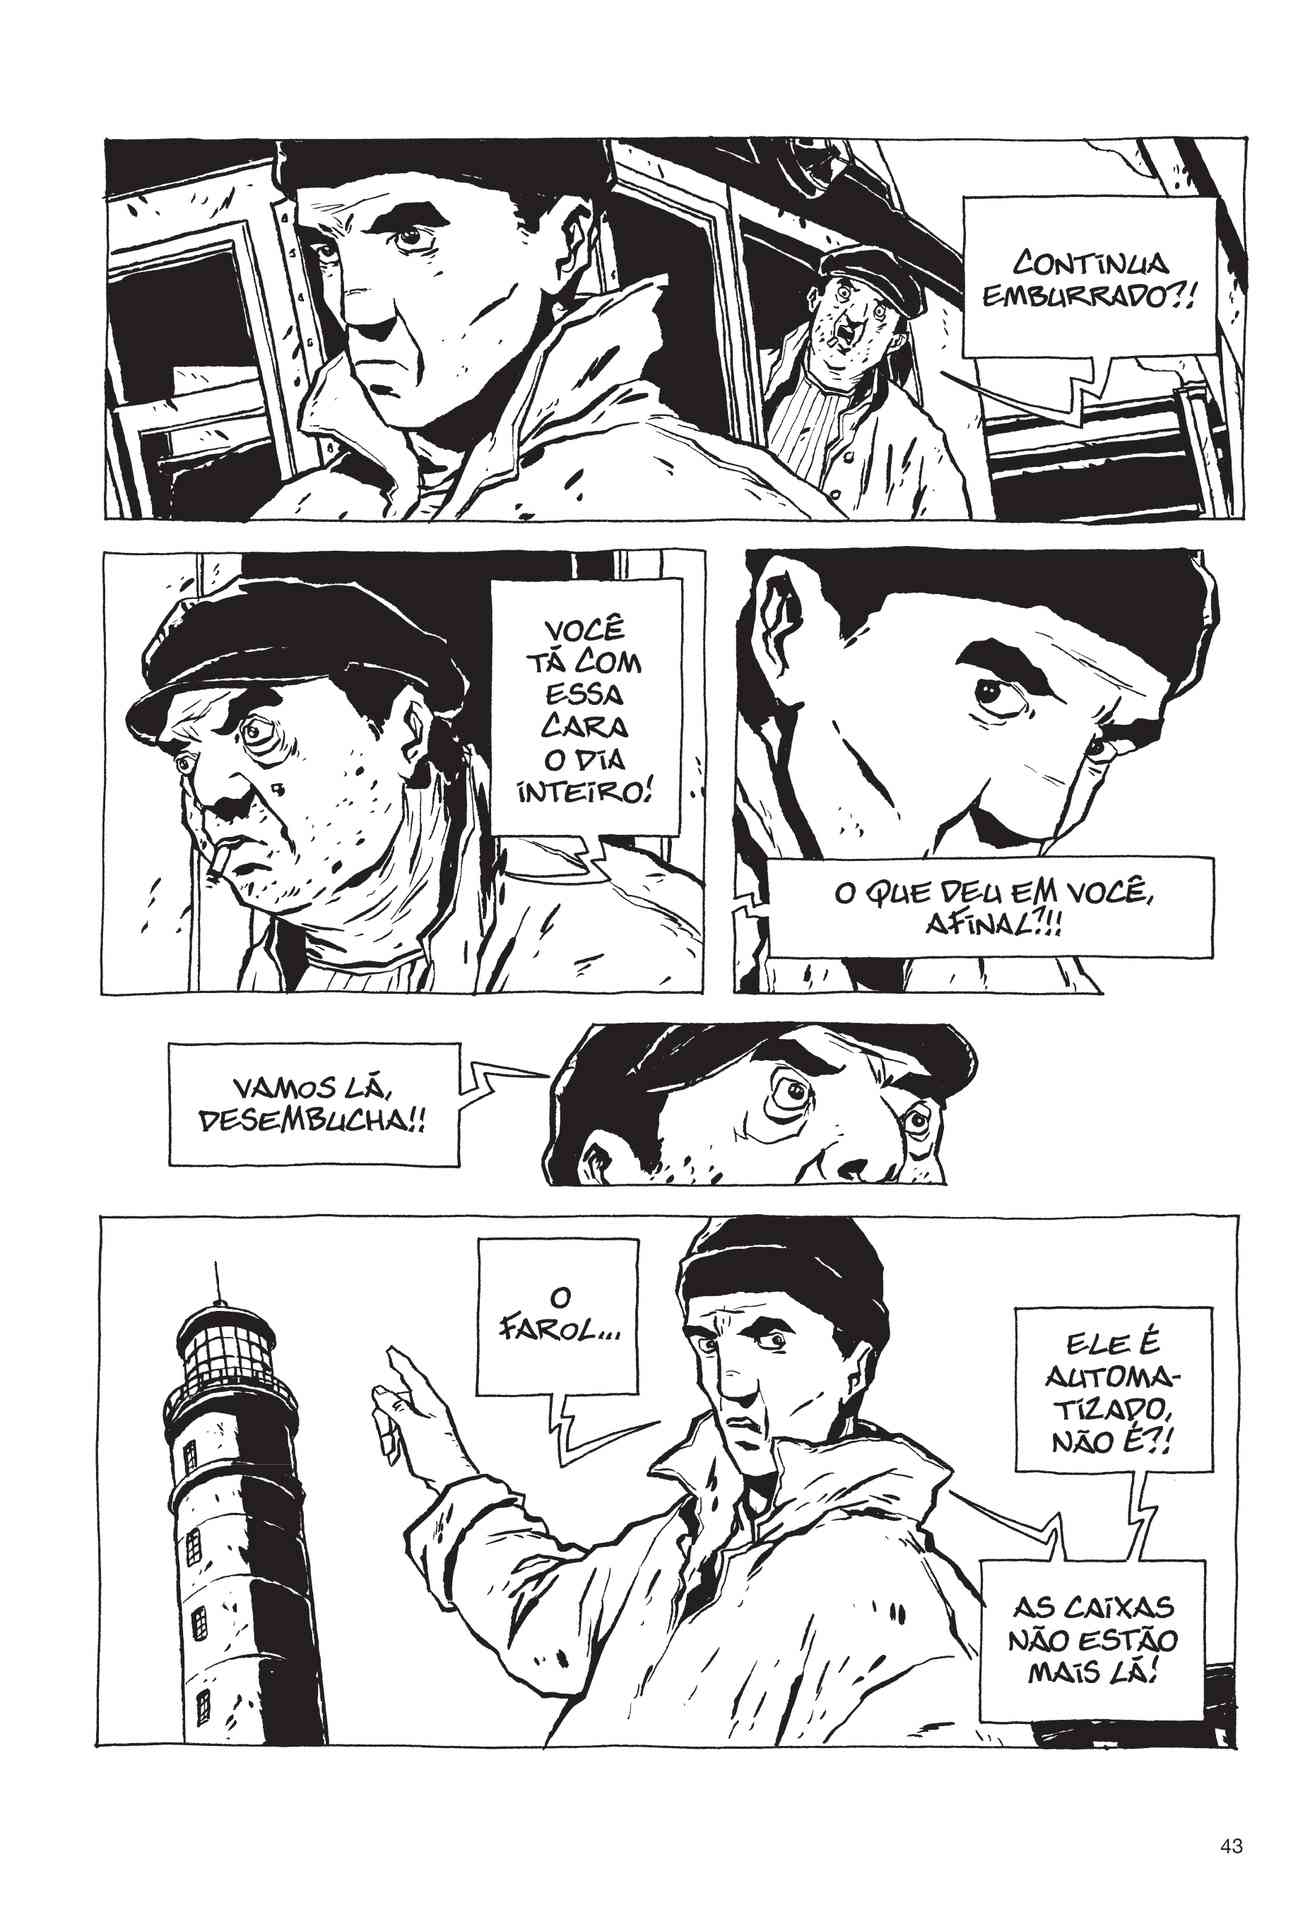 CONTINUA
EMBURRADO?!
VOCÊ
TÁ COM
ESSA
CARA
O DIA
INTEIRO!
O QUE DEU EM VOCÊ,
AFINAL?!!
VAMOS LÁ,
DESEMBUCHA!!
O
FAROL...
ELE É
AUTOMA-
TIZADO,
NÃO É?!
AS CAIXAS
NÃO ESTÃO
MAIS LÁ!
43